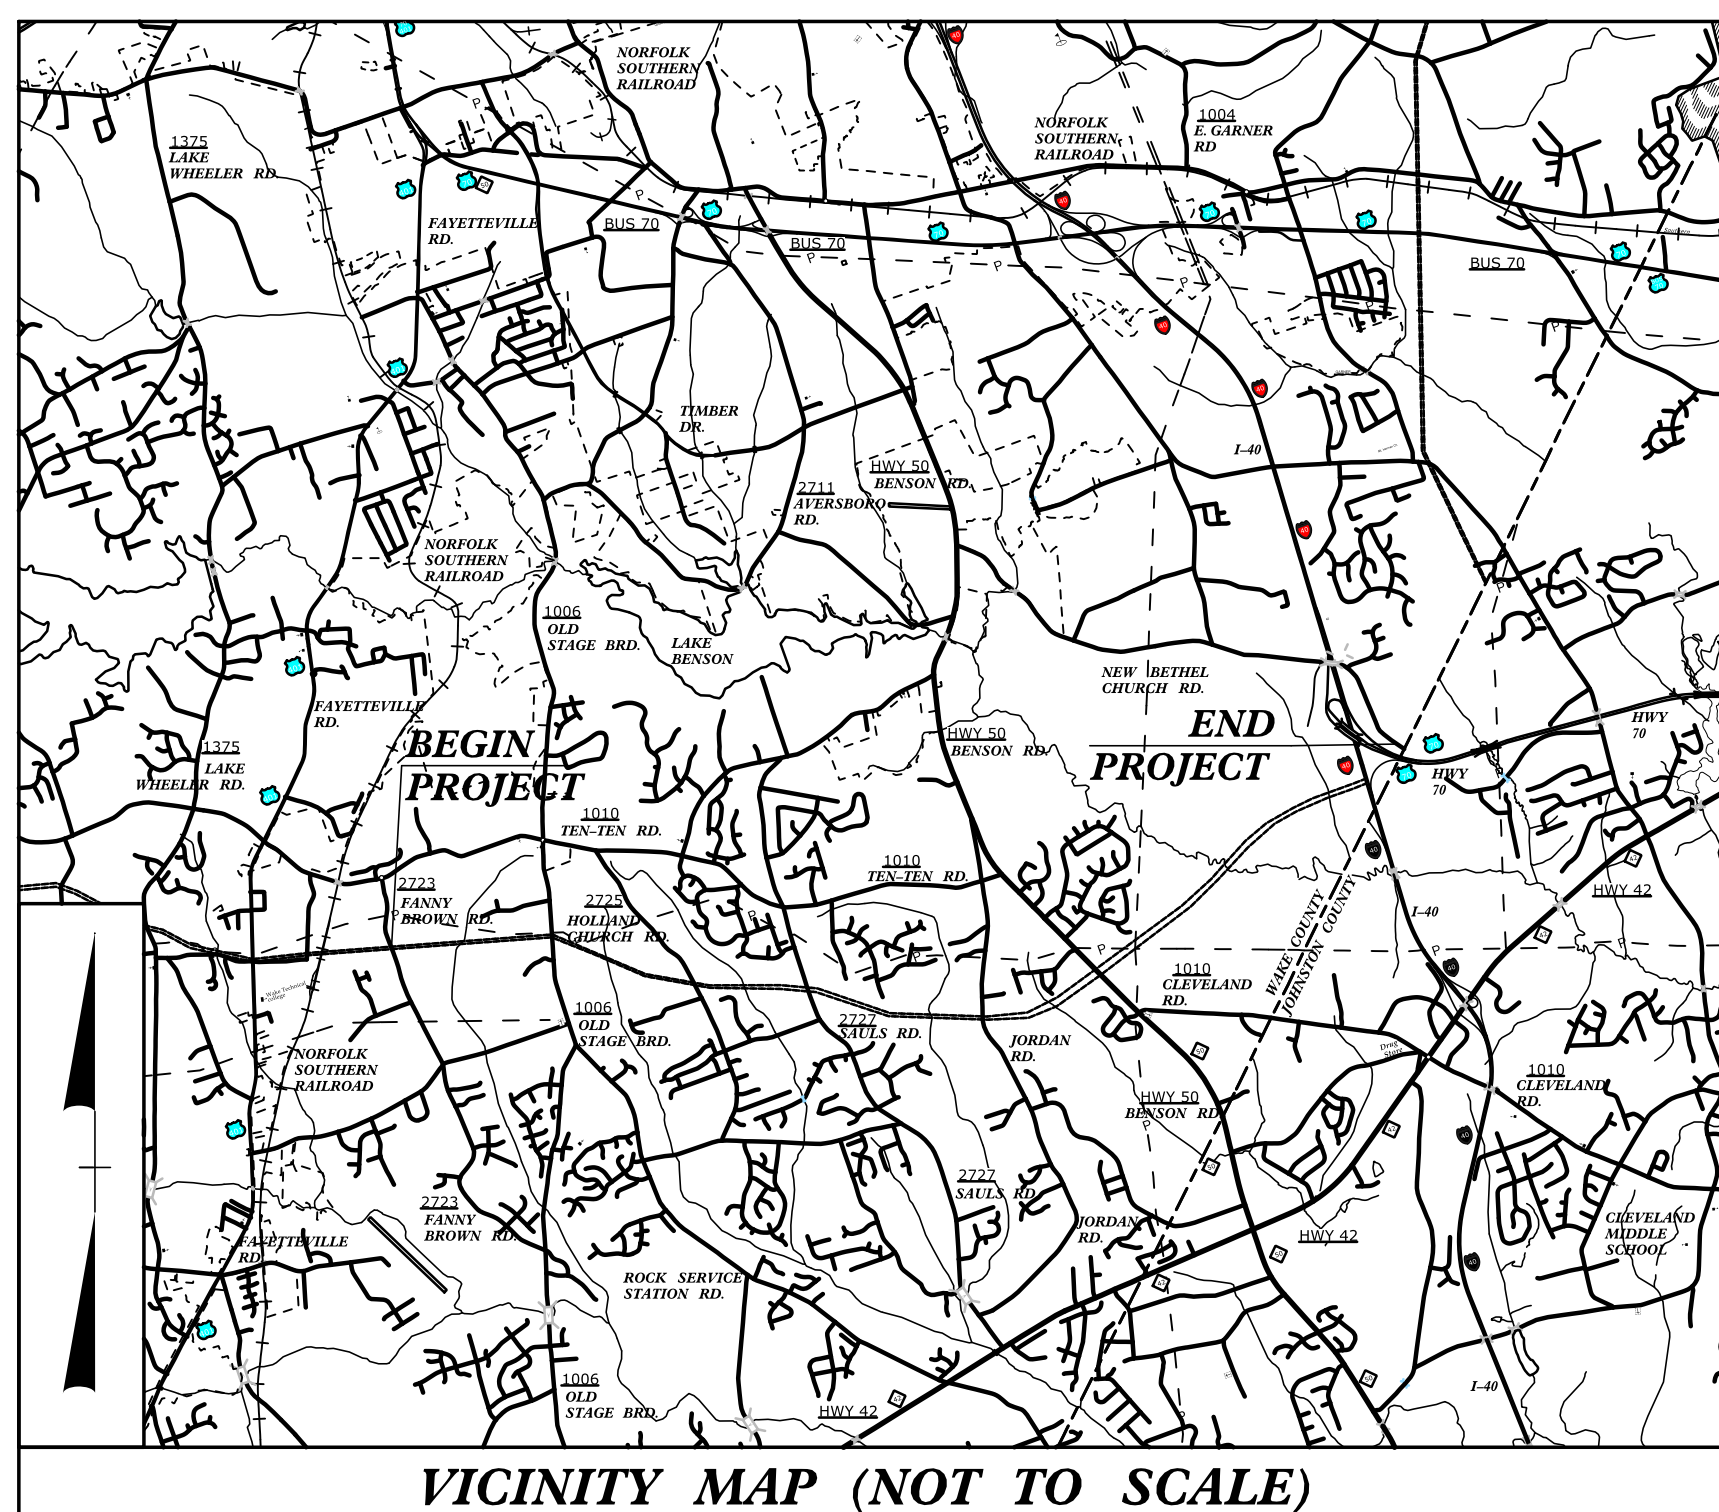 NORFOLK
SOUTHERN
RAILROAD
1375
LAKE
WHEELER RD.
NORFOLK
SOUTHERN
RAILROAD
1004
E. GARNER
RD
FAYETTEVILLE
RD.
BUS 70
BUS 70
BUS 70
TIMBER
DR.
HWY 50
BENSON RD.
I-40
2711
AVERSBORO
RD.
NORFOLK
SOUTHERN
RAILROAD
1006
OLD
STAGE BRD.
LAKE
BENSON
NEW BETHEL
CHURCH RD.
FAYETTEVILLE
RD.
BEGIN
PROJECT
END
PROJECT
HWY 50
BENSON RD.
HWY
70
HWY
70
1375
LAKE
WHEELER RD.
1010
TEN-TEN RD.
1010
TEN-TEN RD.
2723
FANNY
BROWN RD.
2725
HOLLAND
CHURCH RD.
HWY 42
I-40
WAKE COUNTY
JOHNSTON COUNTY
Wake Technical
college
1010
CLEVELAND
RD.
1006
OLD
STAGE BRD.
2727
SAULS RD.
JORDAN
RD.
Drug
Store
NORFOLK
SOUTHERN
RAILROAD
1010
CLEVELAND
RD.
HWY 50
BENSON RD.
2727
SAULS RD.
2723
FANNY
BROWN RD.
JORDAN
RD.
HWY 42
CLEVELAND
MIDDLE
SCHOOL
FAYETTEVILLE
RD.
ROCK SERVICE
STATION RD.
1006
OLD
STAGE BRD.
HWY 42
I-40
VICINITY MAP (NOT TO SCALE)